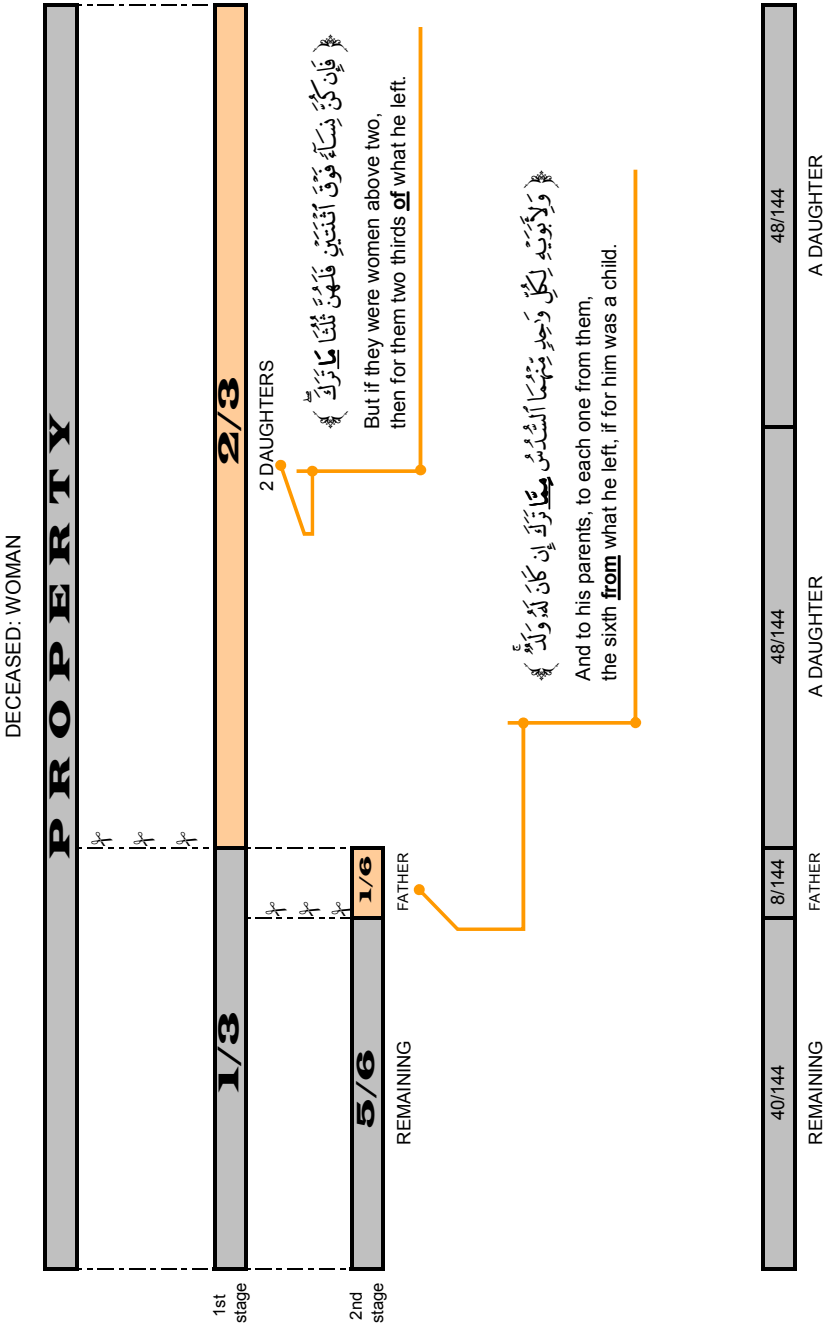 DECEASED: WOMAN
PROPERTY
1st
stage
1/3
2/3
2 DAUGHTERS
﴿ فَإِن كُنَّ نِسَآءً فَوْقَ ٱثْنَتَيْنِ فَلَهُنَّ ثُلُثَا مَا تَرَكَ ۖ ﴾
But if they were women above two,
then for them two thirds of what he left.
2nd
stage
5/6
1/6
REMAINING
FATHER
﴿ وَلِأَبَوَيْهِ لِكُلِّ وَٰحِدٍ مِّنْهُمَا ٱلسُّدُسُ مِمَّا تَرَكَ إِن كَانَ لَهُۥ وَلَدٌ ۚ ﴾
And to his parents, to each one from them,
the sixth from what he left, if for him was a child.
40/144
8/144
48/144
48/144
REMAINING
FATHER
A DAUGHTER
A DAUGHTER